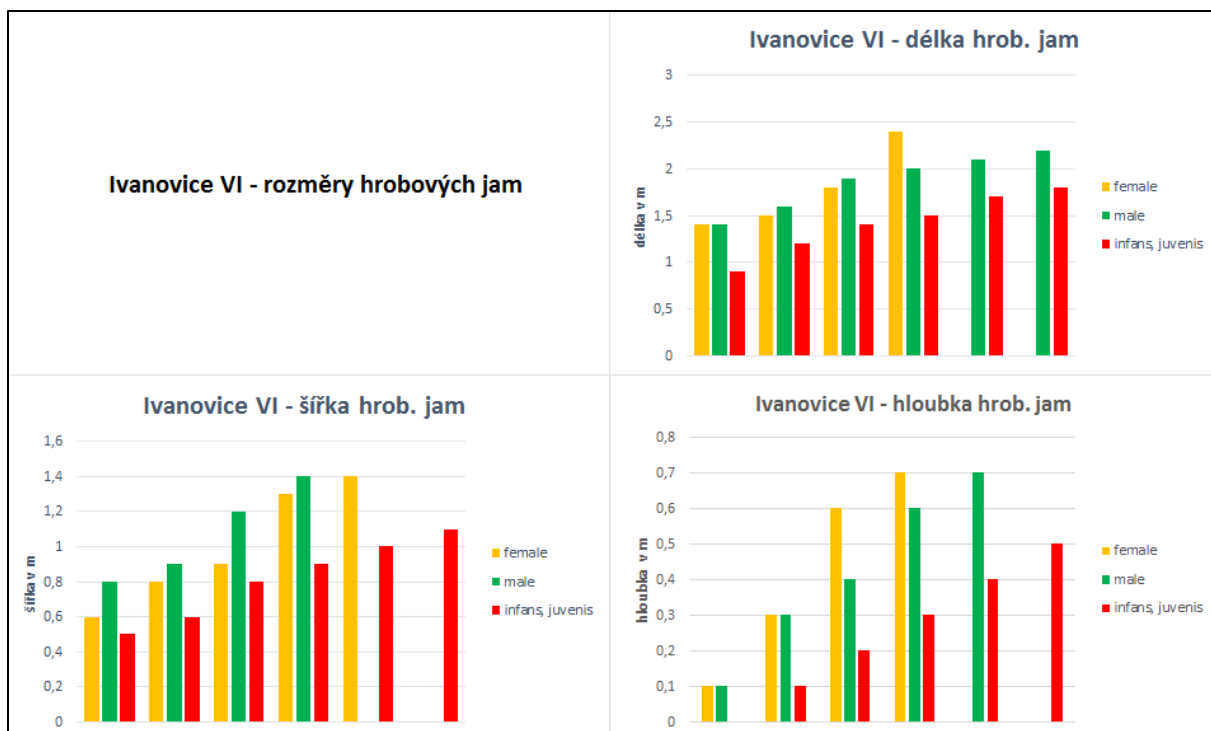 Ivanovice VI - rozměry hrobových jam
Ivanovice VI - délka hrob. jam
3
2,5
2
1,5
1
0,5
0
délka v m
female
male
infans, juvenis
Ivanovice VI - šířka hrob. jam
1,6
1,4
1,2
1
0,8
0,6
0,4
0,2
0
šířka v m
female
male
infans, juvenis
Ivanovice VI - hloubka hrob. jam
0,8
0,7
0,6
0,5
0,4
0,3
0,2
0,1
0
hloubka v m
female
male
infans, juvenis